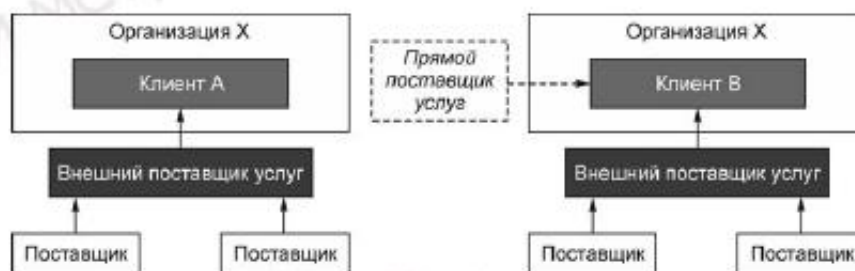 Организация X
Клиент A
Внешний поставщик услуг
Поставщик
Поставщик
Прямой
поставщик
услуг
Организация X
Клиент B
Внешний поставщик услуг
Поставщик
Поставщик